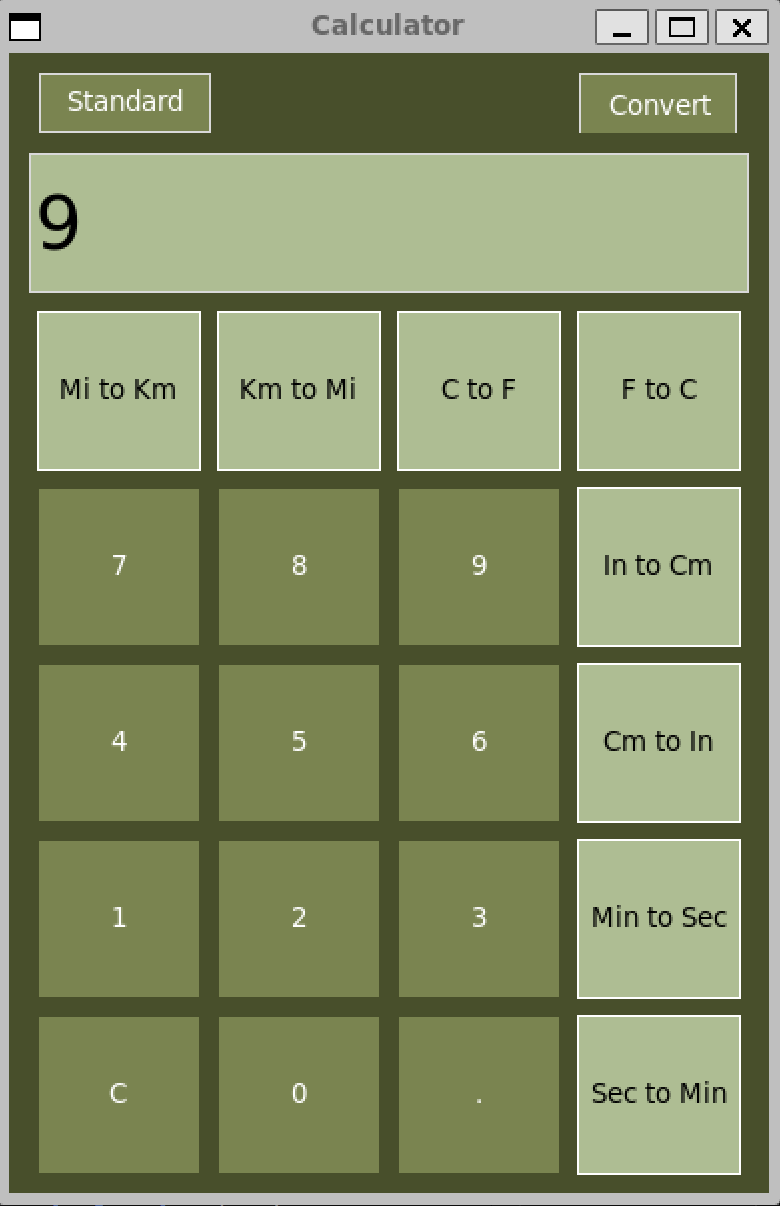 Calculator
Standard Convert
9
Mi to Km Km to Mi C to F F to C
7 8 9 In to Cm
4 5 6 Cm to In
1 2 3 Min to Sec
C 0 . Sec to Min